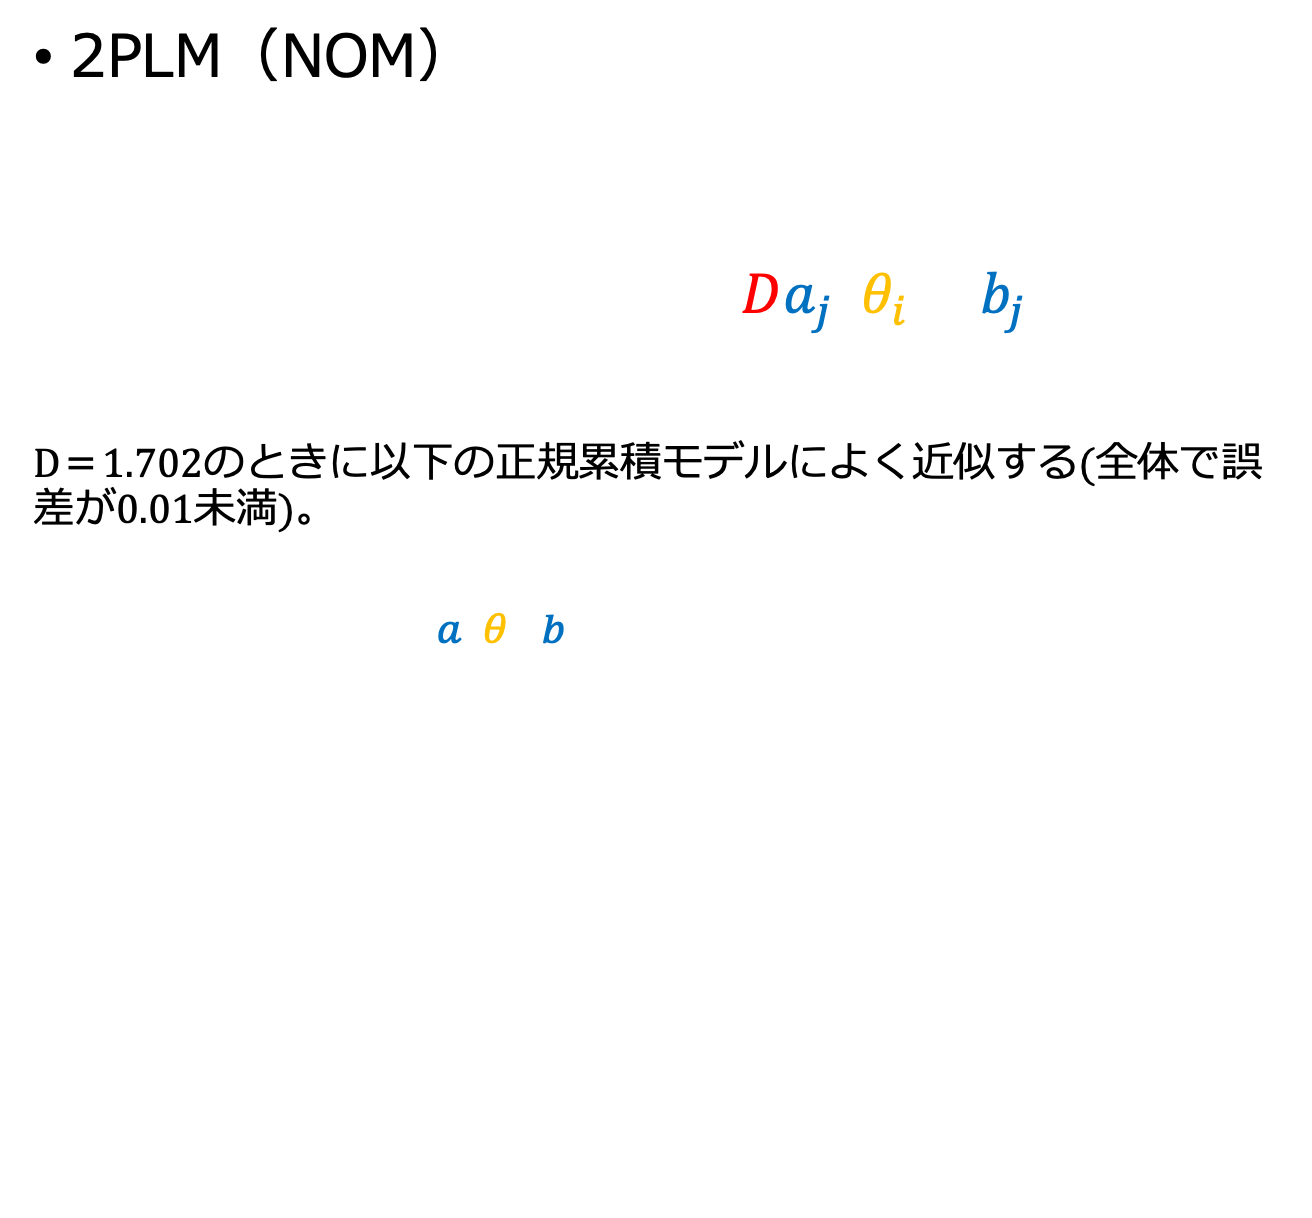 • 2PLM（NOM）
D a_j θ_i b_j
D＝1.702のときに以下の正規累積モデルによく近似する(全体で誤
差が0.01未満)。
a θ b